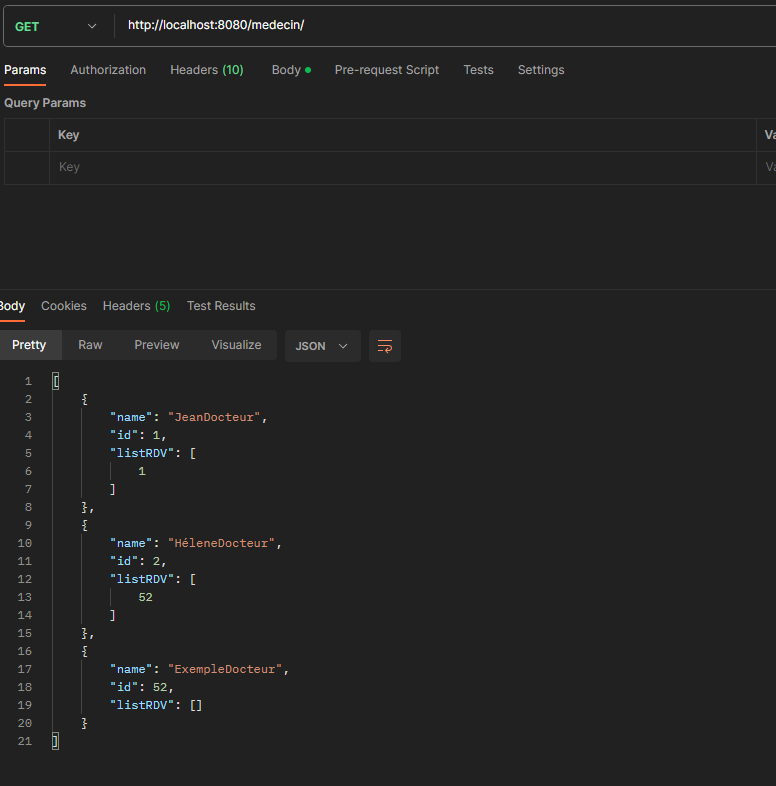 GET http://localhost:8080/medecin/
Params Authorization Headers (10) Body Pre-request Script Tests Settings
Query Params
Key Va
Key Va
Body Cookies Headers (5) Test Results
Pretty Raw Preview Visualize JSON
1 [
2 {
3 "name": "JeanDocteur",
4 "id": 1,
5 "listRDV": [
6 1
7 ]
8 },
9 {
10 "name": "HéleneDocteur",
11 "id": 2,
12 "listRDV": [
13 52
14 ]
15 },
16 {
17 "name": "ExempleDocteur",
18 "id": 52,
19 "listRDV": []
20 }
21 ]